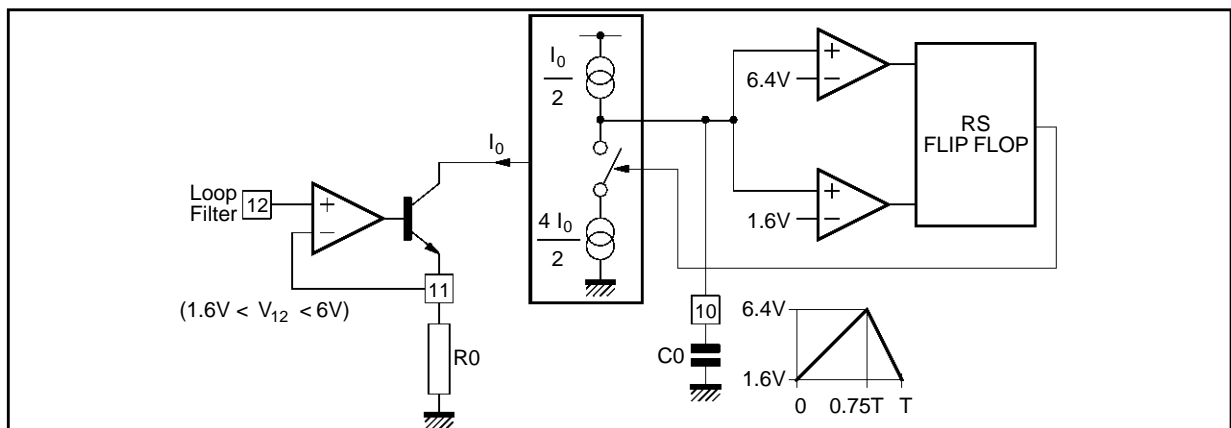 I0
2
+
6.4V
−
RS
FLIP FLOP
I0
Loop
Filter
12
+
−
+
1.6V
−
4 I0
2
11
(1.6V < V12 < 6V)
10
R0
C0
6.4V
1.6V
0
0.75T
T